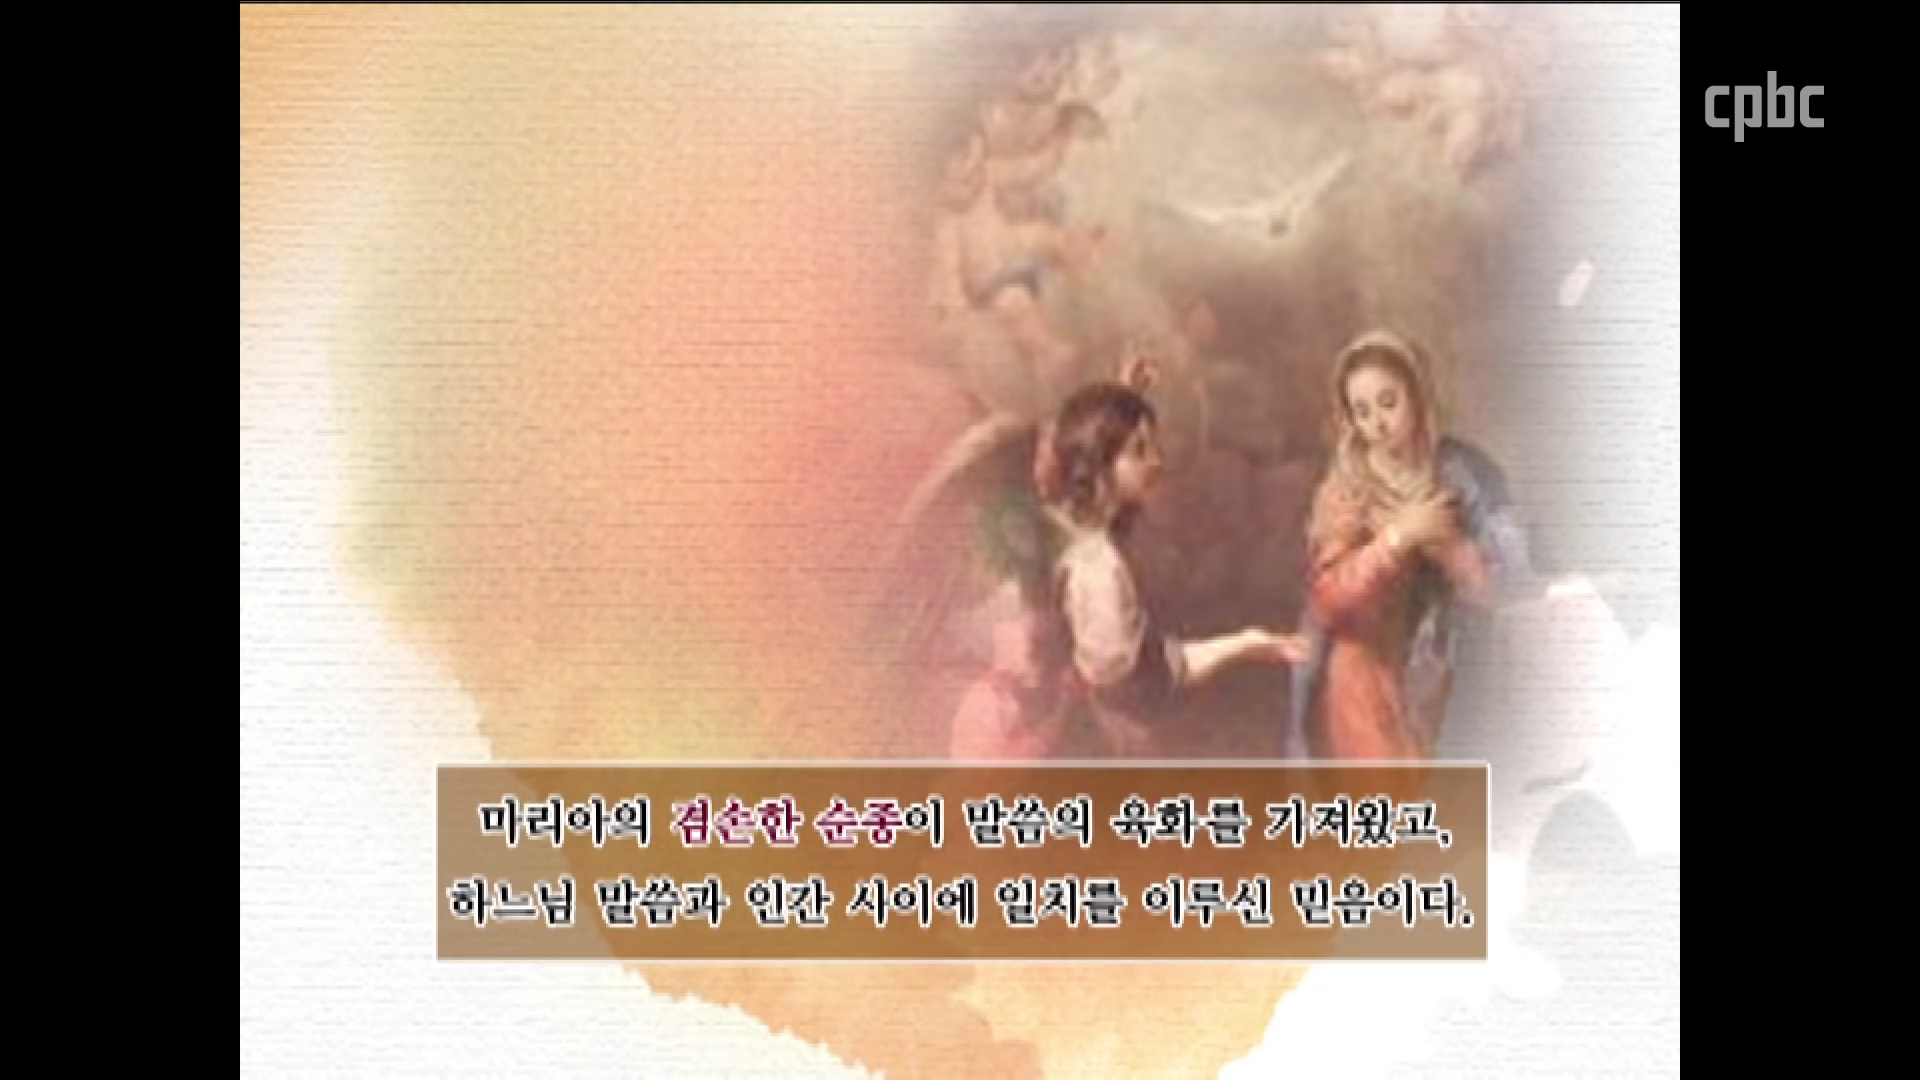 cpbc
마리아의 겸손한 순종이 말씀의 육화를 가져왔고,
하느님 말씀과 인간 사이에 일치를 이루신 믿음이다.